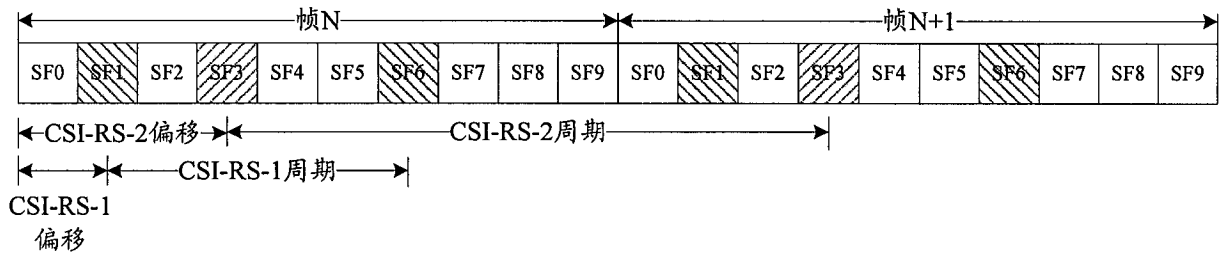 帧N 帧N+1
SF0 SF1 SF2 SF3 SF4 SF5 SF6 SF7 SF8 SF9 SF0 SF1 SF2 SF3 SF4 SF5 SF6 SF7 SF8 SF9
CSI-RS-2偏移 CSI-RS-2周期
CSI-RS-1周期
CSI-RS-1
偏移